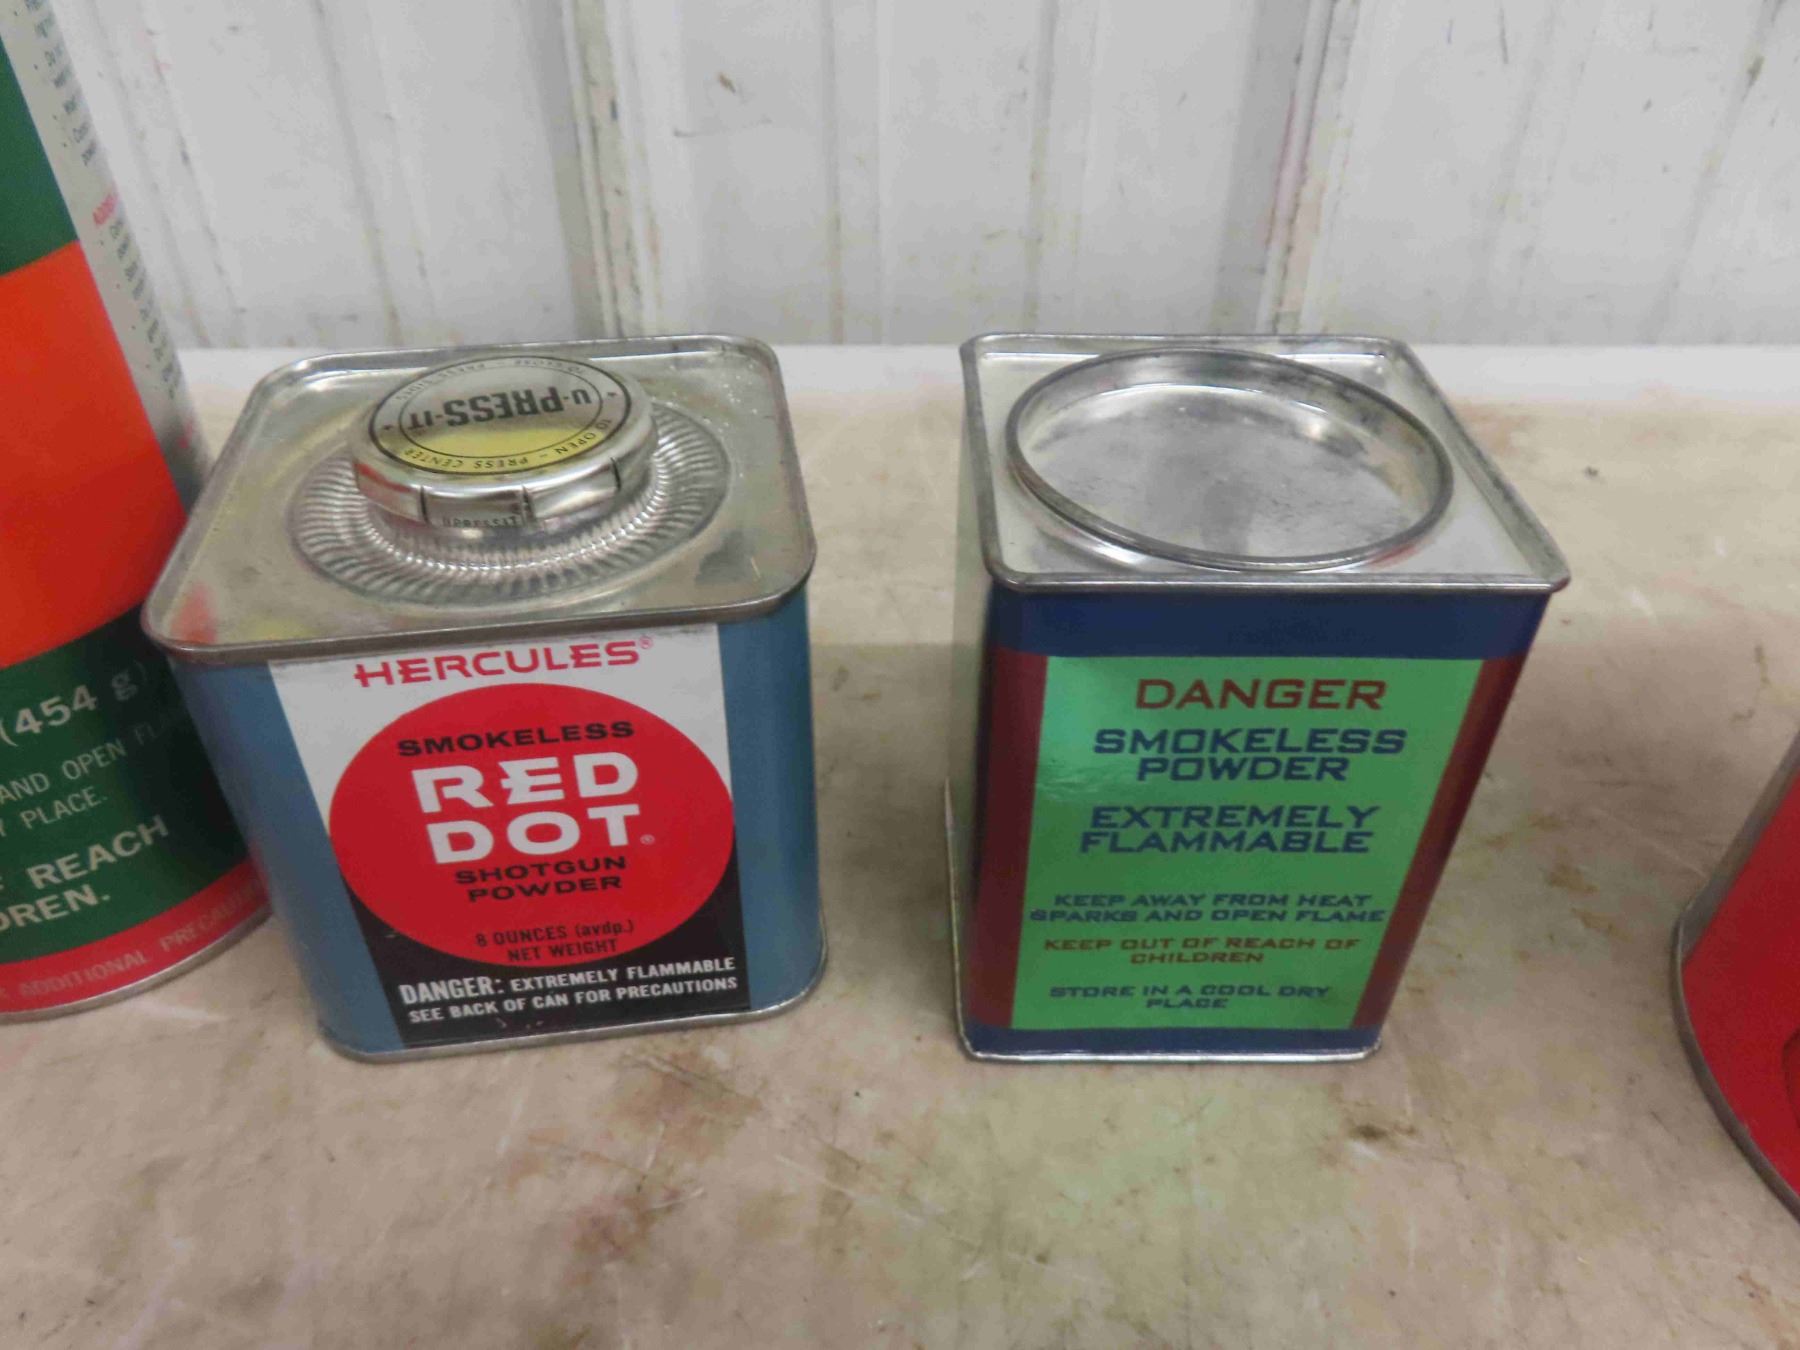 (454 g)
AND OPEN
PLACE.
REACH
DREN.
ADDITIONAL
U-PRESS-IT
TO OPEN - PRESS CENTER
UPRESSIT
HERCULES®
SMOKELESS
RED
DOT®
SHOTGUN
POWDER
8 OUNCES (avdp.)
NET WEIGHT
DANGER: EXTREMELY FLAMMABLE
SEE BACK OF CAN FOR PRECAUTIONS
DANGER
SMOKELESS
POWDER
EXTREMELY
FLAMMABLE
KEEP AWAY FROM HEAT
SPARKS AND OPEN FLAME
KEEP OUT OF REACH OF
CHILDREN
STORE IN A COOL DRY
PLACE